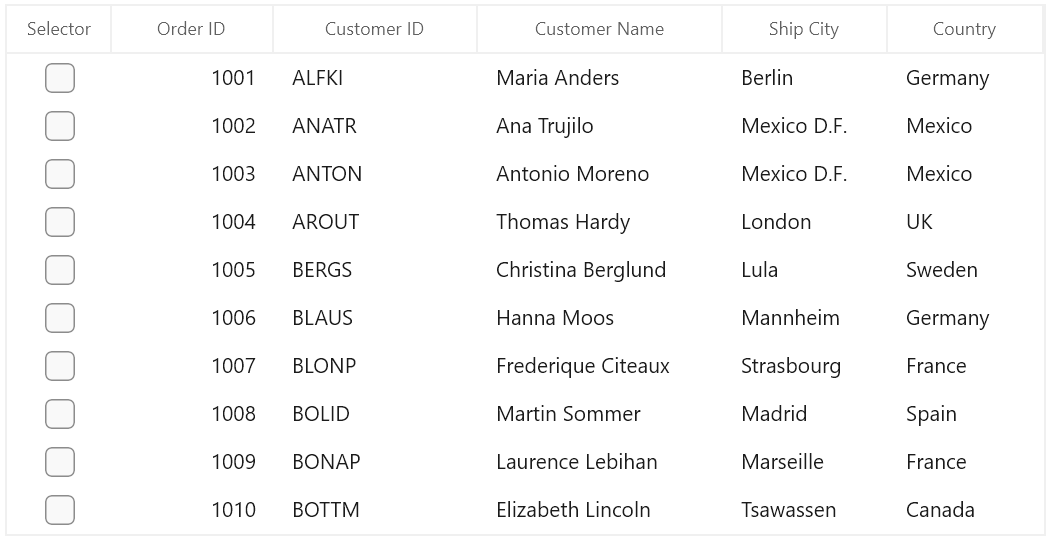 Selector Order ID Customer ID Customer Name Ship City Country
1001 ALFKI Maria Anders Berlin Germany
1002 ANATR Ana Trujilo Mexico D.F. Mexico
1003 ANTON Antonio Moreno Mexico D.F. Mexico
1004 AROUT Thomas Hardy London UK
1005 BERGS Christina Berglund Lula Sweden
1006 BLAUS Hanna Moos Mannheim Germany
1007 BLONP Frederique Citeaux Strasbourg France
1008 BOLID Martin Sommer Madrid Spain
1009 BONAP Laurence Lebihan Marseille France
1010 BOTTM Elizabeth Lincoln Tsawassen Canada